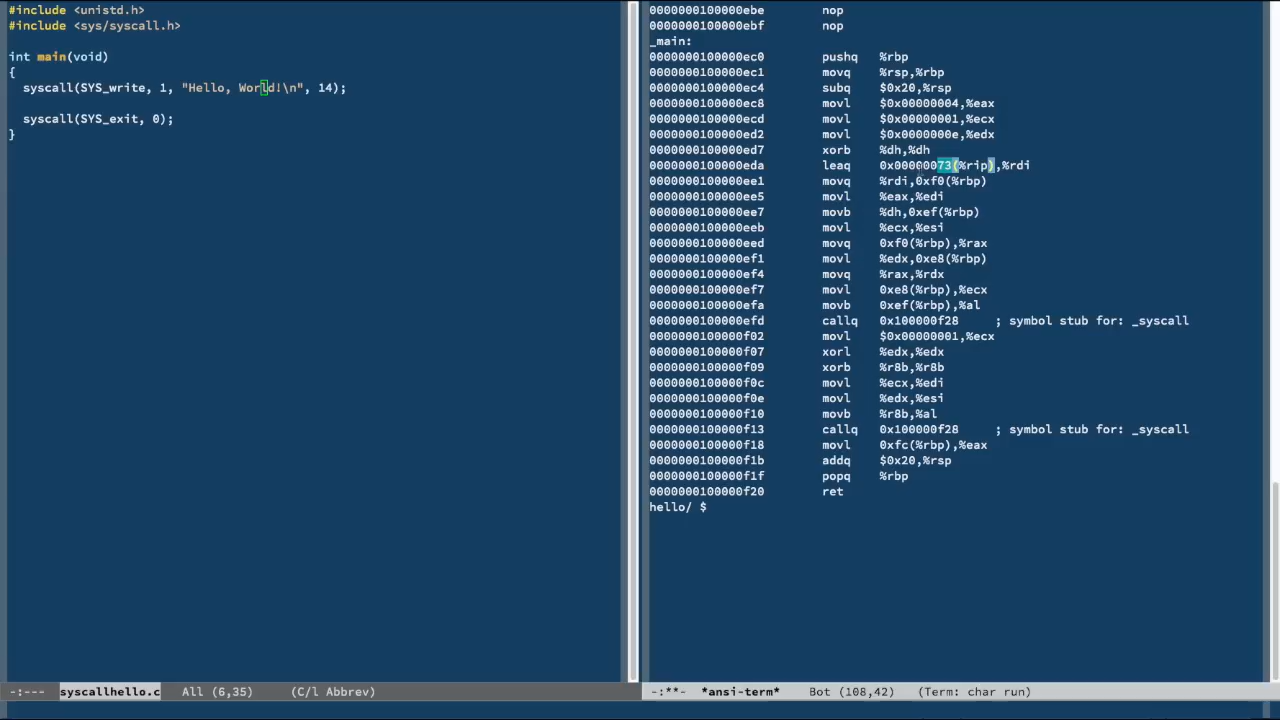 #include <unistd.h>
#include <sys/syscall.h>
int main(void)
{
syscall(SYS_write, 1, "Hello, World!\n", 14);
syscall(SYS_exit, 0);
}
-:--- syscallhello.c All (6,35) (C/l Abbrev)
0000000100000ebe nop
0000000100000ebf nop
_main:
0000000100000ec0 pushq %rbp
0000000100000ec1 movq %rsp,%rbp
0000000100000ec4 subq $0x20,%rsp
0000000100000ec8 movl $0x00000004,%eax
0000000100000ecd movl $0x00000001,%ecx
0000000100000ed2 movl $0x0000000e,%edx
0000000100000ed7 xorb %dh,%dh
0000000100000eda leaq 0x00000073(%rip),%rdi
0000000100000ee1 movq %rdi,0xf0(%rbp)
0000000100000ee5 movl %eax,%edi
0000000100000ee7 movb %dh,0xef(%rbp)
0000000100000eeb movl %ecx,%esi
0000000100000eed movq 0xf0(%rbp),%rax
0000000100000ef1 movl %edx,0xe8(%rbp)
0000000100000ef4 movq %rax,%rdx
0000000100000ef7 movl 0xe8(%rbp),%ecx
0000000100000efa movb 0xef(%rbp),%al
0000000100000efd callq 0x100000f28 ; symbol stub for: _syscall
0000000100000f02 movl $0x00000001,%ecx
0000000100000f07 xorl %edx,%edx
0000000100000f09 xorb %r8b,%r8b
0000000100000f0c movl %ecx,%edi
0000000100000f0e movl %edx,%esi
0000000100000f10 movb %r8b,%al
0000000100000f13 callq 0x100000f28 ; symbol stub for: _syscall
0000000100000f18 movl 0xfc(%rbp),%eax
0000000100000f1b addq $0x20,%rsp
0000000100000f1f popq %rbp
0000000100000f20 ret
hello/ $
-:**- *ansi-term* Bot (108,42) (Term: char run)